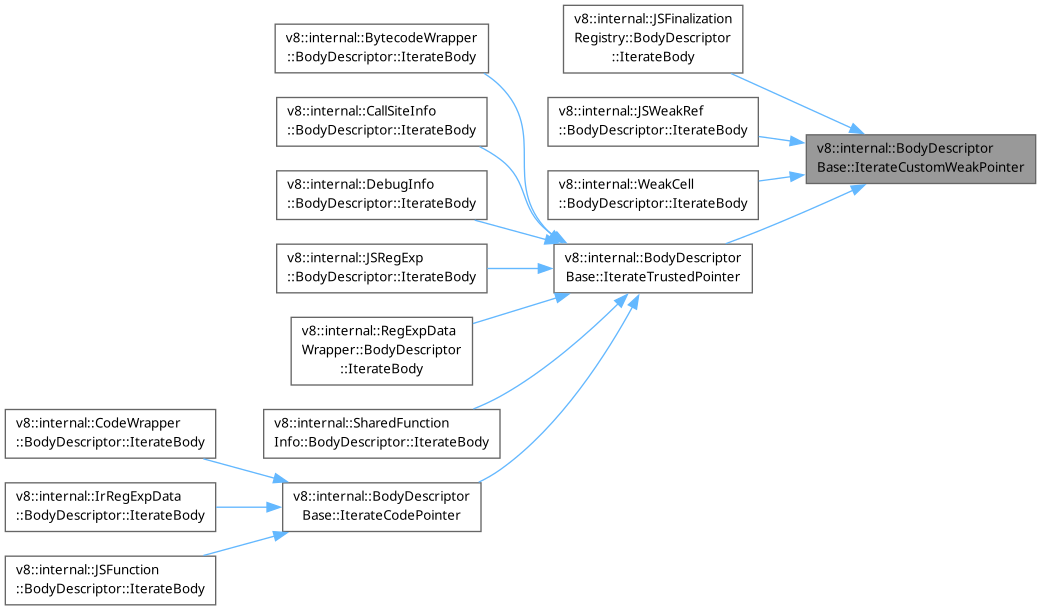 v8::internal::JSFinalization
Registry::BodyDescriptor
::IterateBody
v8::internal::BytecodeWrapper
::BodyDescriptor::IterateBody
v8::internal::CallSiteInfo
::BodyDescriptor::IterateBody
v8::internal::JSWeakRef
::BodyDescriptor::IterateBody
v8::internal::BodyDescriptor
Base::IterateCustomWeakPointer
v8::internal::DebugInfo
::BodyDescriptor::IterateBody
v8::internal::WeakCell
::BodyDescriptor::IterateBody
v8::internal::JSRegExp
::BodyDescriptor::IterateBody
v8::internal::BodyDescriptor
Base::IterateTrustedPointer
v8::internal::RegExpData
Wrapper::BodyDescriptor
::IterateBody
v8::internal::CodeWrapper
::BodyDescriptor::IterateBody
v8::internal::SharedFunction
Info::BodyDescriptor::IterateBody
v8::internal::IrRegExpData
::BodyDescriptor::IterateBody
v8::internal::BodyDescriptor
Base::IterateCodePointer
v8::internal::JSFunction
::BodyDescriptor::IterateBody